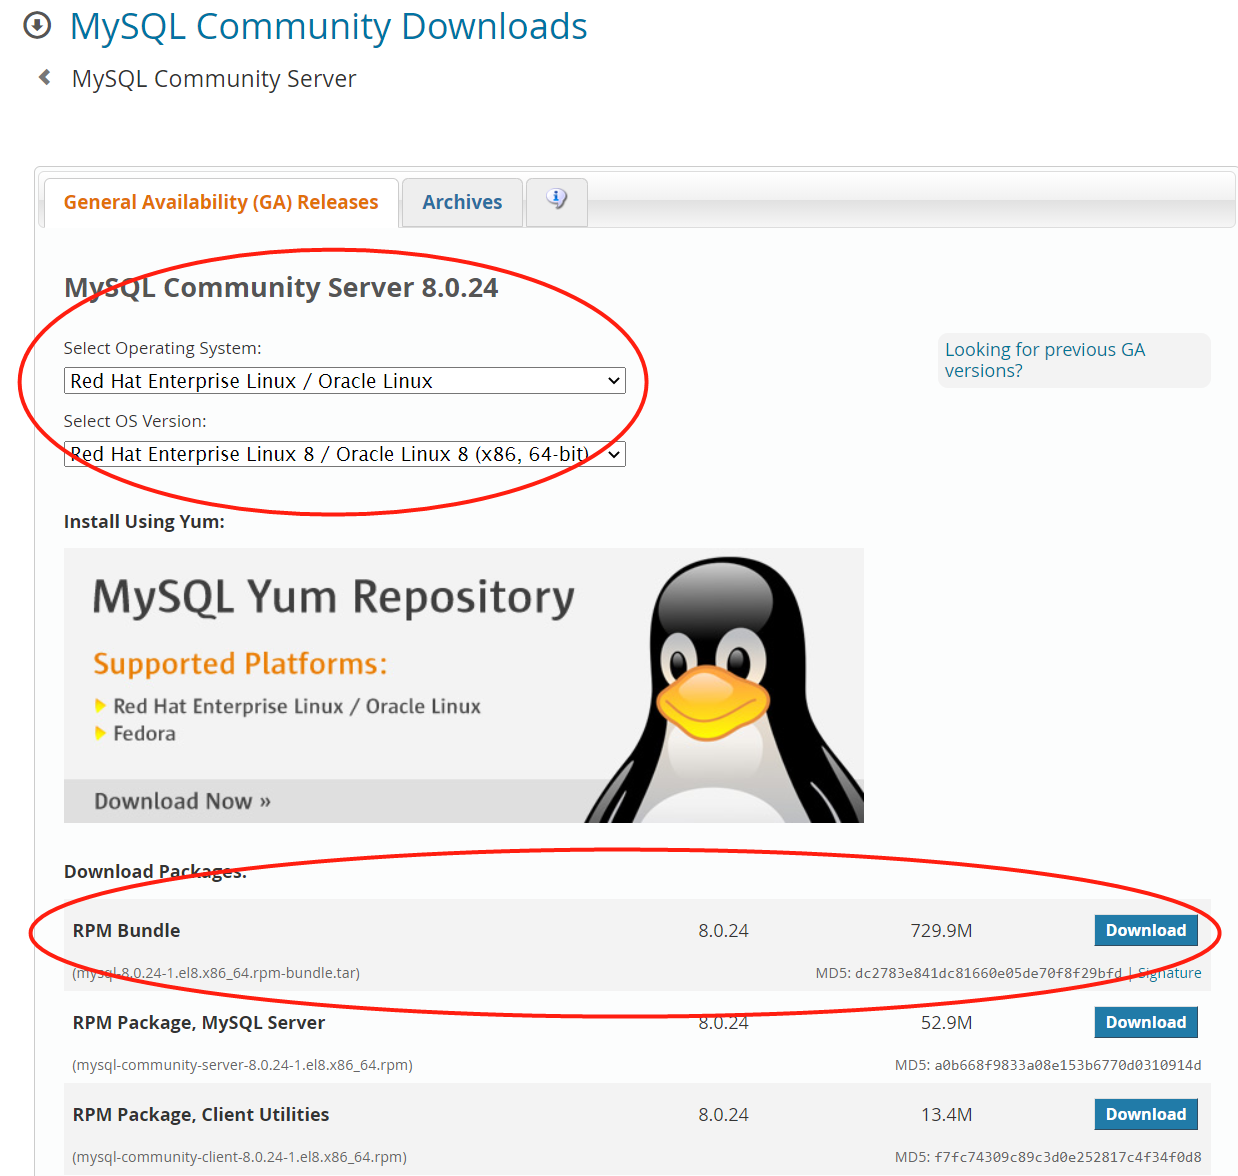 MySQL Community Downloads
MySQL Community Server
General Availability (GA) Releases
Archives
MySQL Community Server 8.0.24
Select Operating System:
Looking for previous GA
versions?
Red Hat Enterprise Linux / Oracle Linux
Select OS Version:
Red Hat Enterprise Linux 8 / Oracle Linux 8 (x86, 64-bit)
Install Using Yum:
MySQL Yum Repository
Supported Platforms:
Red Hat Enterprise Linux / Oracle Linux
Fedora
Download Now »
Download Packages:
RPM Bundle 8.0.24 729.9M Download
(mysql-8.0.24-1.el8.x86_64.rpm-bundle.tar) MD5: dc2783e841dc81660e05de70f8f29bfd | Signature
RPM Package, MySQL Server 8.0.24 52.9M Download
(mysql-community-server-8.0.24-1.el8.x86_64.rpm) MD5: a0b668f9833a08e153b6770d0310914d
RPM Package, Client Utilities 8.0.24 13.4M Download
(mysql-community-client-8.0.24-1.el8.x86_64.rpm) MD5: f7fc74309c89c3d0e252817c4f34f0d8